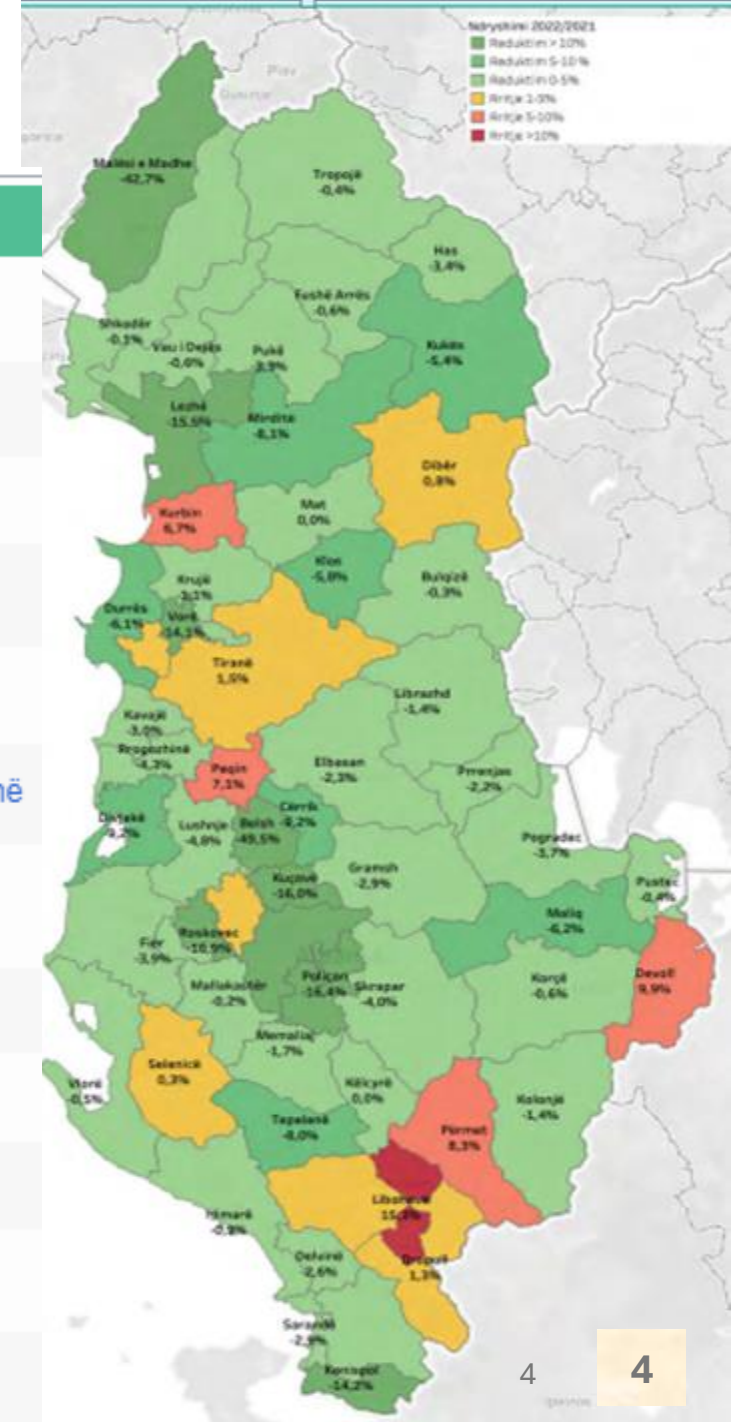 Ndryshimi 2022/2021
Reduktim >10%
Reduktim 5-10 %
Reduktim 0-5%
Rritje 1-5%
Rritje 5-10%
Rritje >10%
Plav
Malësi e Madhe
-62,7%
Tropojë
-0,4%
Has
-3,4%
Fushë Arrës
-0,6%
Shkodër
-0,1%
Vau i Dejës
Pukë
-3,9%
Kukës
-5,4%
Lezhë
-15,5%
Mirditë
-8,1%
Dibër
0,8%
Mat
0,0%
Kurbin
6,7%
Klos
-5,8%
Bulqizë
-0,3%
Krujë
Durrës
-6,1%
Vorë
-14,1%
Tiranë
1,5%
Librazhd
-1,4%
Kavajë
-3,0%
Rrogozhinë
-4,3%
Peqin
7,1%
Elbasan
-2,3%
Prrenjas
-2,2%
në
Cërrik
-8,2%
Divjakë
-9,2%
Lushnje
-4,8%
Belsh
-49,5%
Pogradec
-3,7%
Gramsh
-2,9%
Pustec
-0,4%
Kuçovë
-16,0%
Maliq
-6,2%
Roskovec
-10,9%
Fier
-3,9%
Devoll
9,9%
Mallakastër
-0,2%
Poliçan
-16,4%
Skrapar
-4,0%
Korçë
-0,6%
Memaliaj
-1,7%
Selenicë
0,3%
Vlorë
-0,5%
Këlcyrë
0,0%
Kolonjë
-1,4%
Tepelenë
-8,0%
Përmet
8,3%
Libohovë
Himarë
Dropull
1,3%
Delvinë
-2,6%
Sarandë
Konispol
-14,2%
4
4